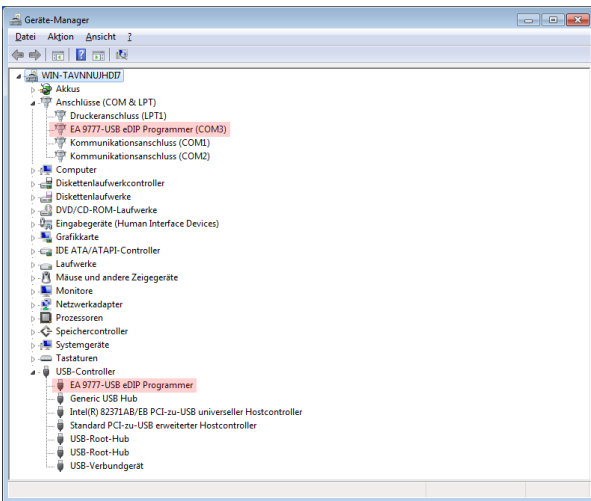 Geräte-Manager
Datei Aktion Ansicht ?
WIN-TAVNNUJHDI7
Akkus
Anschlüsse (COM & LPT)
Druckeranschluss (LPT1)
EA 9777-USB eDIP Programmer (COM3)
Kommunikationsanschluss (COM1)
Kommunikationsanschluss (COM2)
Computer
Diskettenlaufwerkcontroller
Diskettenlaufwerke
DVD/CD-ROM-Laufwerke
Eingabegeräte (Human Interface Devices)
Grafikkarte
IDE ATA/ATAPI-Controller
Laufwerke
Mäuse und andere Zeigegeräte
Monitore
Netzwerkadapter
Prozessoren
Speichercontroller
Systemgeräte
Tastaturen
USB-Controller
EA 9777-USB eDIP Programmer
Generic USB Hub
Intel(R) 82371AB/EB PCI-zu-USB universeller Hostcontroller
Standard PCI-zu-USB erweiterter Hostcontroller
USB-Root-Hub
USB-Root-Hub
USB-Verbundgerät